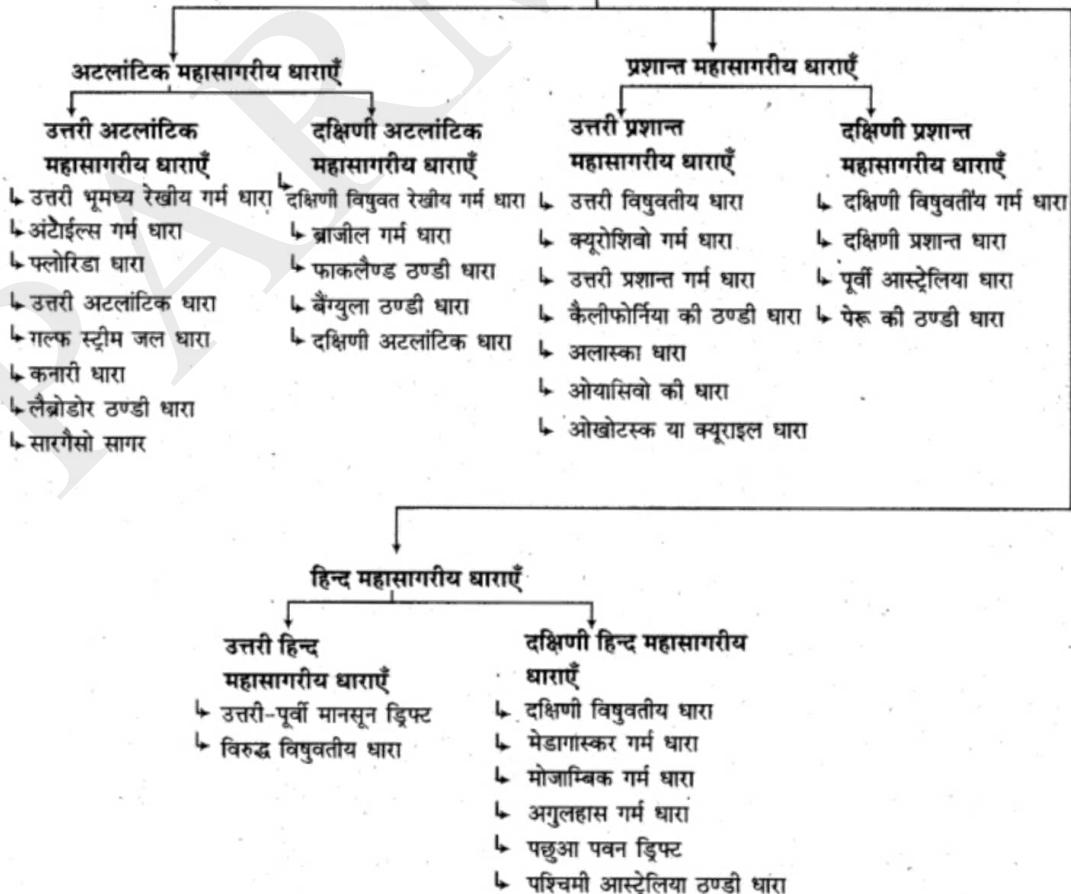 अटलांटिक महासागरीय धाराएँ
उत्तरी अटलांटिक
महासागरीय धाराएँ
उत्तरी भूमध्य रेखीय गर्म धारा
अंटाईल्स गर्म धारा
फ्लोरिडा धारा
उत्तरी अटलांटिक धारा
गल्फ स्ट्रीम जल धारा
कनारी धारा
लैब्रोडोर ठण्डी धारा
सारगैसो सागर
दक्षिणी अटलांटिक
महासागरीय धाराएँ
दक्षिणी विषुवत रेखीय गर्म धारा
ब्राजील गर्म धारा
फाकलैण्ड ठण्डी धारा
बैंग्युला ठण्डी धारा
दक्षिणी अटलांटिक धारा
प्रशान्त महासागरीय धाराएँ
उत्तरी प्रशान्त
महासागरीय धाराएँ
उत्तरी विषुवतीय धारा
क्यूरोशिवो गर्म धारा
उत्तरी प्रशान्त गर्म धारा
कैलीफोर्निया की ठण्डी धारा
अलास्का धारा
ओयासिवो की धारा
ओखोटस्क या क्यूराइल धारा
दक्षिणी प्रशान्त
महासागरीय धाराएँ
दक्षिणी विषुवतीय गर्म धारा
दक्षिणी प्रशान्त धारा
पूर्वी आस्ट्रेलिया धारा
पेरू की ठण्डी धारा
हिन्द महासागरीय धाराएँ
उत्तरी हिन्द
महासागरीय धाराएँ
उत्तरी-पूर्वी मानसून ड्रिफ्ट
विरुद्ध विषुवतीय धारा
दक्षिणी हिन्द महासागरीय
धाराएँ
दक्षिणी विषुवतीय धारा
मेडागास्कर गर्म धारा
मोजाम्बिक गर्म धारा
अगुलहास गर्म धारा
पछुआ पवन ड्रिफ्ट
पश्चिमी आस्ट्रेलिया ठण्डी धारा